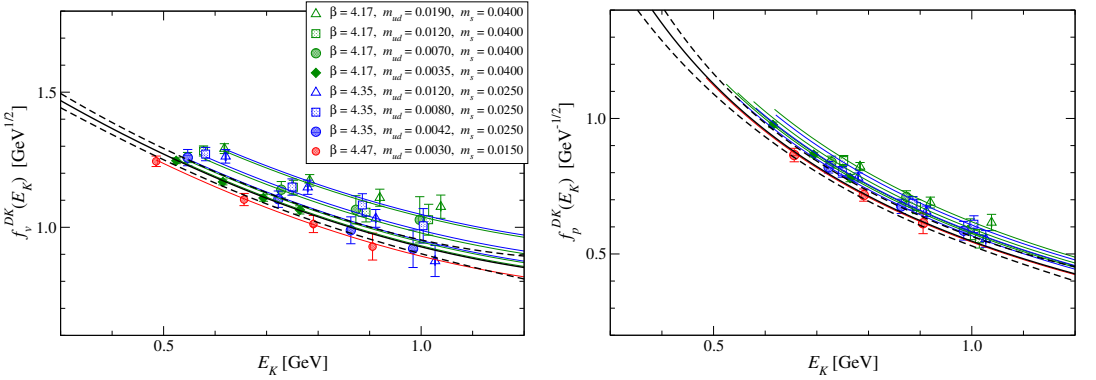 β = 4.17, m_ud = 0.0190, m_s = 0.0400
β = 4.17, m_ud = 0.0120, m_s = 0.0400
β = 4.17, m_ud = 0.0070, m_s = 0.0400
β = 4.17, m_ud = 0.0035, m_s = 0.0400
β = 4.35, m_ud = 0.0120, m_s = 0.0250
β = 4.35, m_ud = 0.0080, m_s = 0.0250
β = 4.35, m_ud = 0.0042, m_s = 0.0250
β = 4.47, m_ud = 0.0030, m_s = 0.0150
f_v^{DK}(E_K) [GeV^{1/2}]
1.5
1.0
0.5
1.0
E_K [GeV]
f_p^{DK}(E_K) [GeV^{-1/2}]
1.0
0.5
0.5
1.0
E_K [GeV]